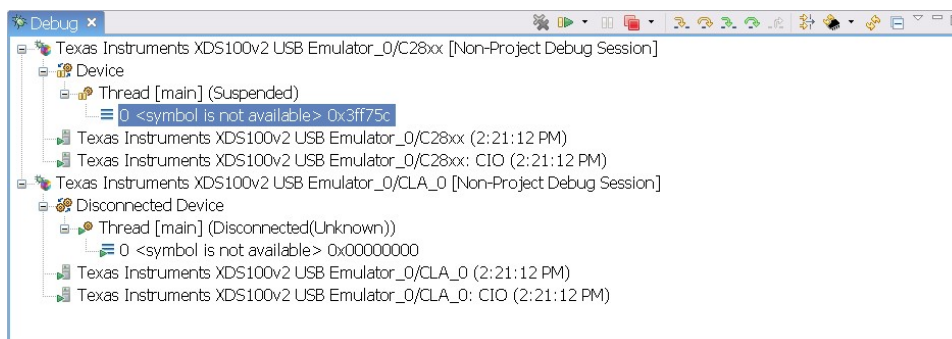 Debug
Texas Instruments XDS100v2 USB Emulator_0/C28xx [Non-Project Debug Session]
Device
Thread [main] (Suspended)
0 <symbol is not available> 0x3ff75c
Texas Instruments XDS100v2 USB Emulator_0/C28xx (2:21:12 PM)
Texas Instruments XDS100v2 USB Emulator_0/C28xx: CIO (2:21:12 PM)
Texas Instruments XDS100v2 USB Emulator_0/CLA_0 [Non-Project Debug Session]
Disconnected Device
Thread [main] (Disconnected(Unknown))
0 <symbol is not available> 0x00000000
Texas Instruments XDS100v2 USB Emulator_0/CLA_0 (2:21:12 PM)
Texas Instruments XDS100v2 USB Emulator_0/CLA_0: CIO (2:21:12 PM)